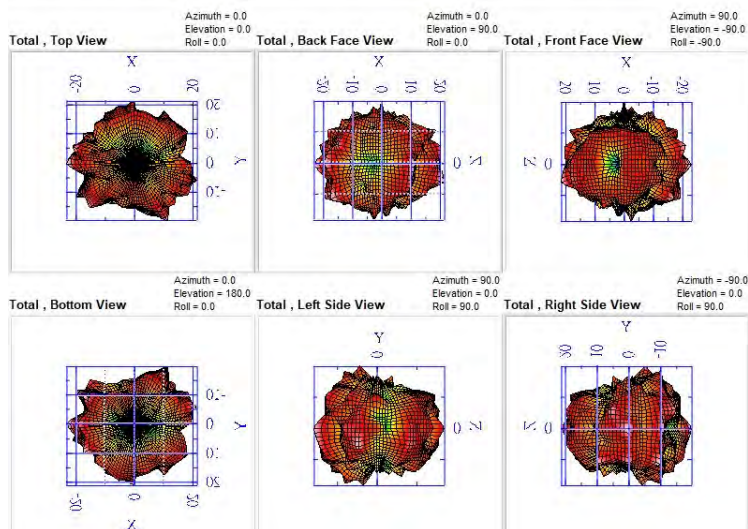 Azimuth = 0.0
Elevation = 0.0
Roll = 0.0
Total , Top View
X
-20
0
20
20
10
0
Y
Azimuth = 0.0
Elevation = 90.0
Roll = 0.0
Total , Back Face View
X
-10
0
10
0
Z
Azimuth = 90.0
Elevation = -90.0
Roll = -90.0
Total , Front Face View
X
20
10
0
-10
-20
Z
0
Azimuth = 0.0
Elevation = 180.0
Roll = 0.0
Total , Bottom View
0
10
20
Y
-20
0
20
X
Azimuth = 90.0
Elevation = 0.0
Roll = 90.0
Total , Left Side View
Y
0
0
Z
Azimuth = -90.0
Elevation = 0.0
Roll = 90.0
Total , Right Side View
Y
10
0
-10
Z
0